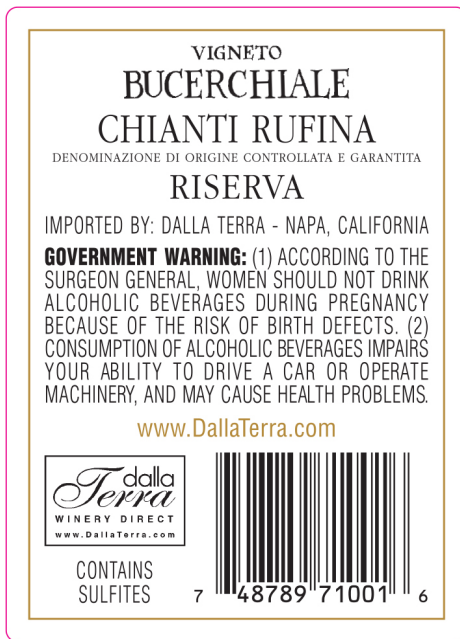 VIGNETO
BUCERCHIALE
CHIANTI RUFINA
DENOMINAZIONE DI ORIGINE CONTROLLATA E GARANTITA
RISERVA
IMPORTED BY: DALLA TERRA - NAPA, CALIFORNIA
GOVERNMENT WARNING: (1) ACCORDING TO THE
SURGEON GENERAL, WOMEN SHOULD NOT DRINK
ALCOHOLIC BEVERAGES DURING PREGNANCY
BECAUSE OF THE RISK OF BIRTH DEFECTS. (2)
CONSUMPTION OF ALCOHOLIC BEVERAGES IMPAIRS
YOUR ABILITY TO DRIVE A CAR OR OPERATE
MACHINERY, AND MAY CAUSE HEALTH PROBLEMS.
www.DallaTerra.com
dalla
Terra
WINERY DIRECT
www.DallaTerra.com
CONTAINS
SULFITES
7 48789 71001 6